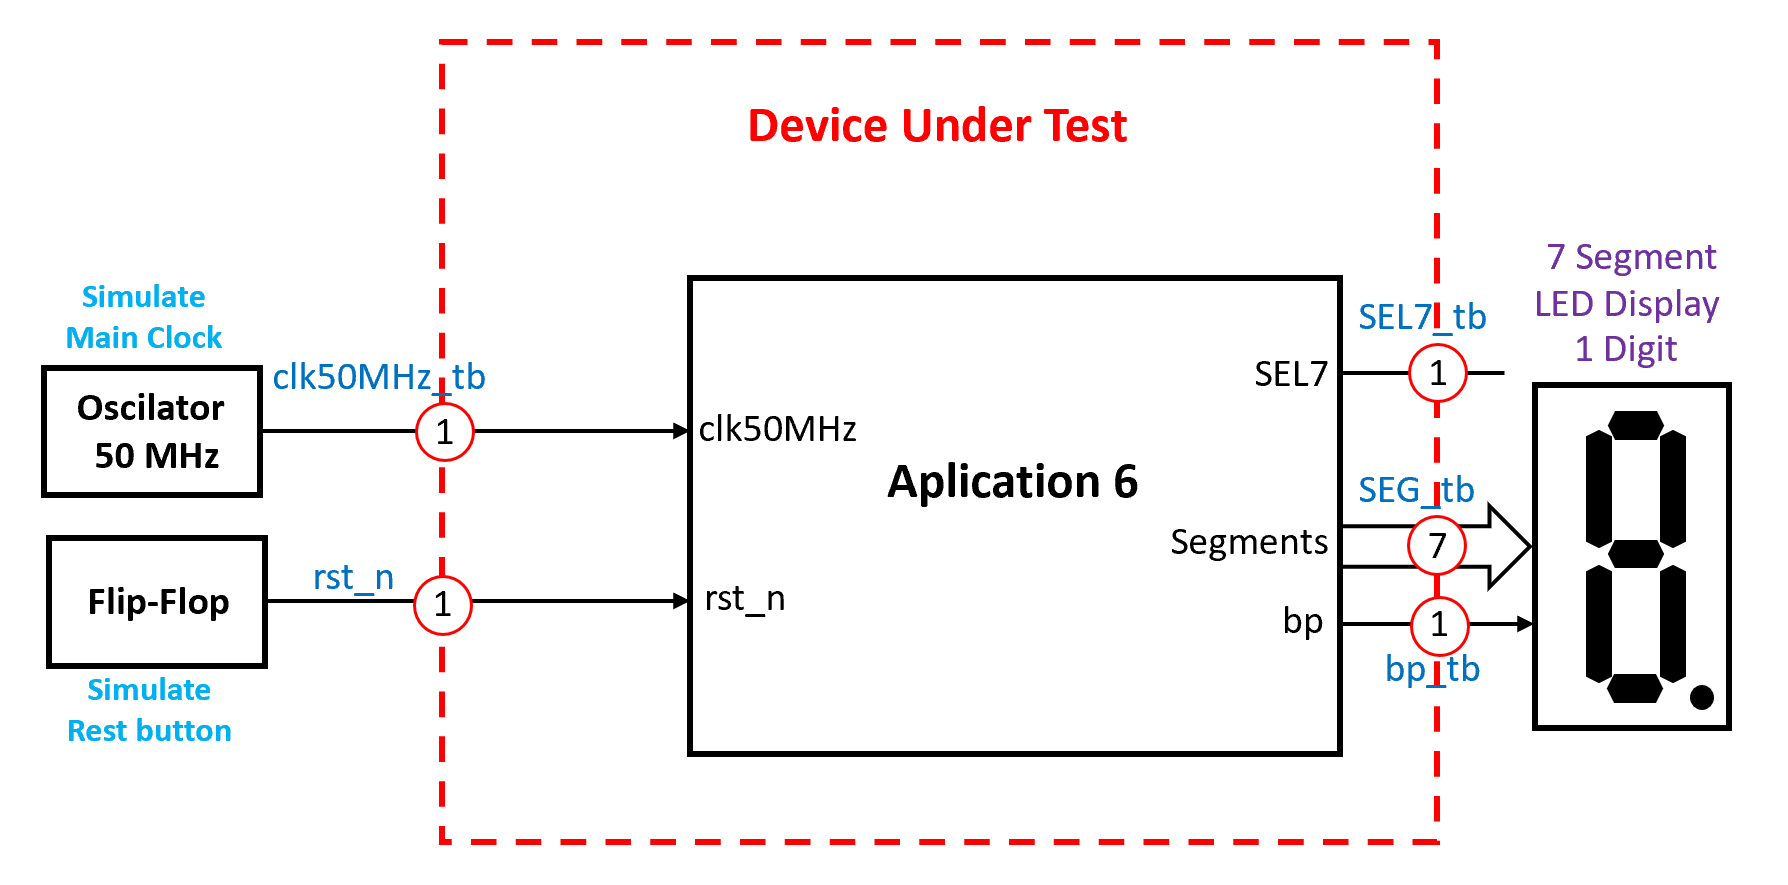 Device Under Test
Simulate
Main Clock
Oscilator
50 MHz
clk50MHz_tb
1
clk50MHz
Flip-Flop
Simulate
Rest button
rst_n
1
rst_n
Aplication 6
SEL7
SEL7_tb
1
Segments
SEG_tb
7
bp
1
bp_tb
7 Segment
LED Display
1 Digit